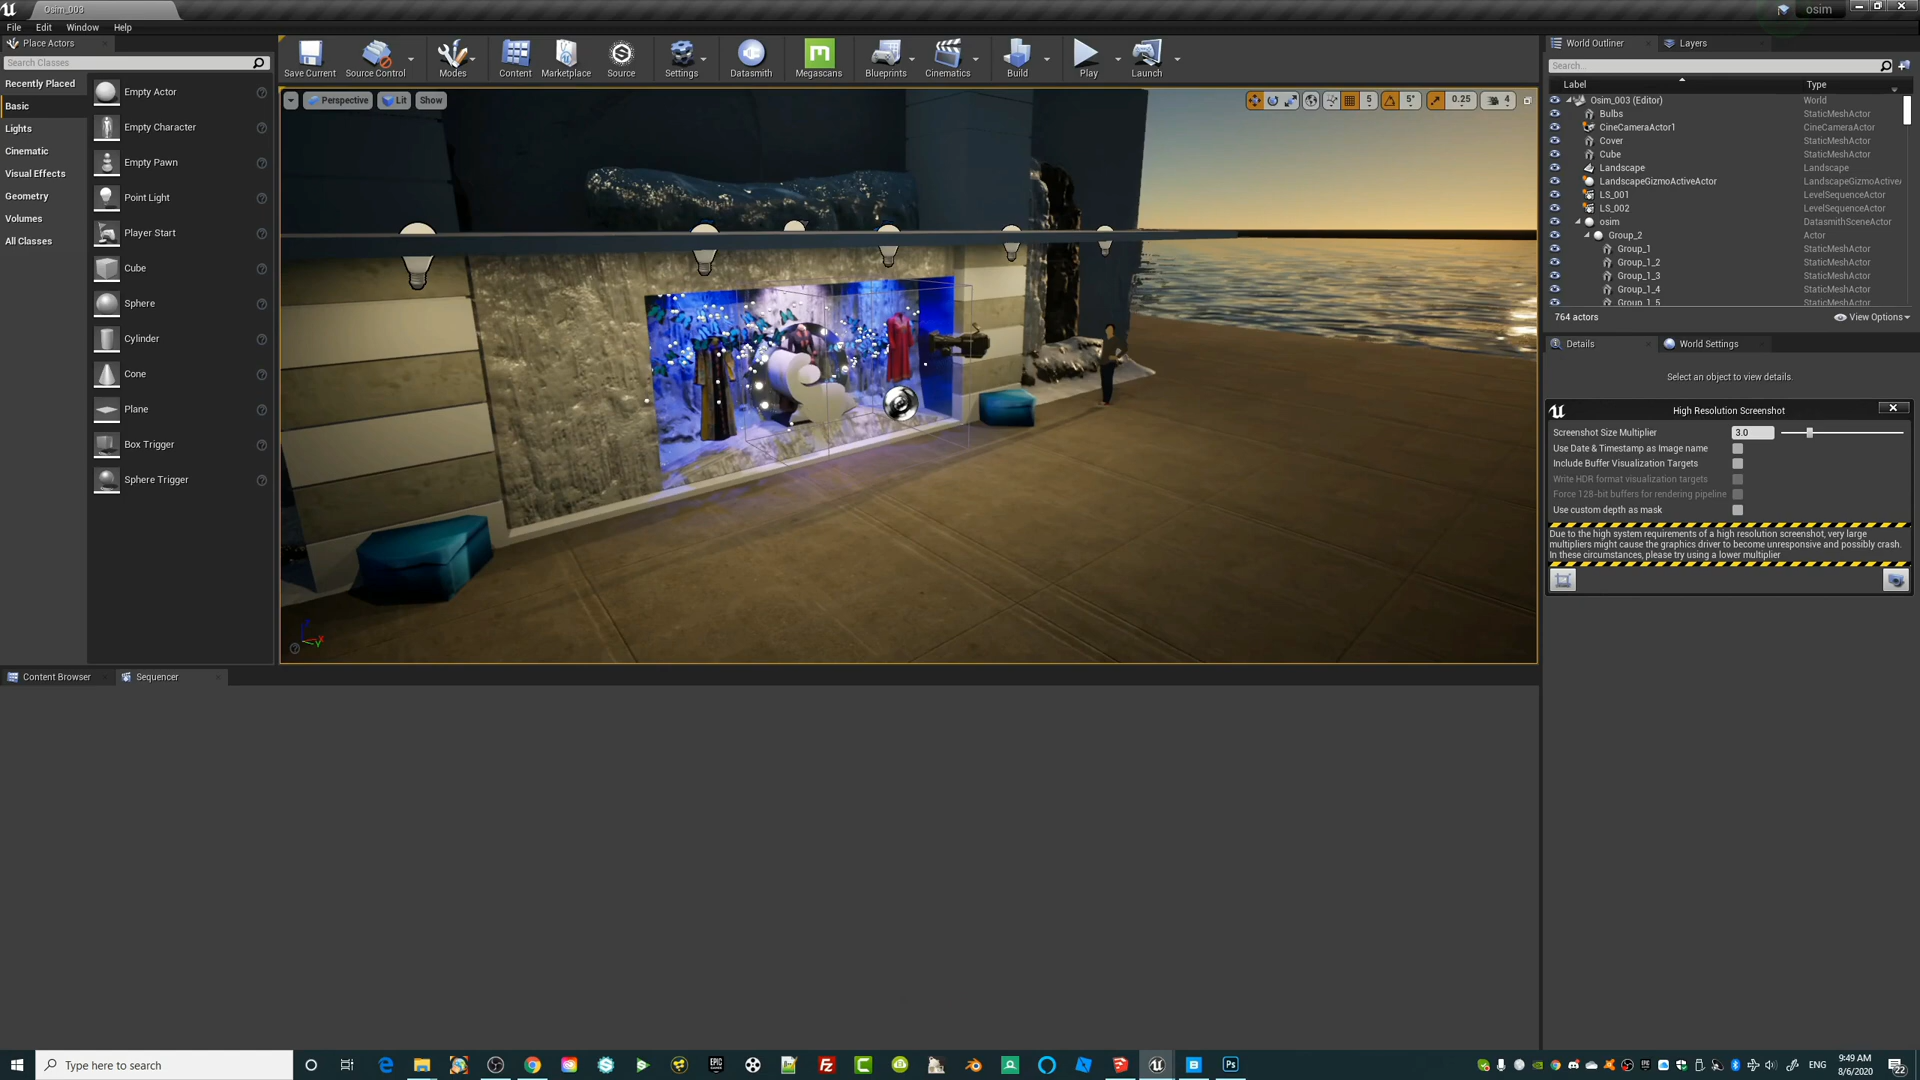 Osim_003
osim
File Edit Window Help
Place Actors
Search Classes
Recently Placed
Basic
Lights
Cinematic
Visual Effects
Geometry
Volumes
All Classes
Empty Actor
Empty Character
Empty Pawn
Point Light
Player Start
Cube
Sphere
Cylinder
Cone
Plane
Box Trigger
Sphere Trigger
Save Current
Source Control
Modes
Content
Marketplace
Source
Settings
Datasmith
Megascans
Blueprints
Cinematics
Build
Play
Launch
Perspective Lit Show
5 5° 0.25 4
World Outliner Layers
Search...
Label Type
Osim_003 (Editor) World
Bulbs StaticMeshActor
CineCameraActor1 CineCameraActor
Cover StaticMeshActor
Cube StaticMeshActor
Landscape Landscape
LandscapeGizmoActiveActor LandscapeGizmoActive
LS_001 LevelSequenceActor
LS_002 LevelSequenceActor
osim DatasmithSceneActor
Group_2 Actor
Group_1 StaticMeshActor
Group_1_2 StaticMeshActor
Group_1_3 StaticMeshActor
Group_1_4 StaticMeshActor
Group_1_5 StaticMeshActor
764 actors View Options
Details World Settings
Select an object to view details.
High Resolution Screenshot
Screenshot Size Multiplier 3.0
Use Date & Timestamp as Image name
Include Buffer Visualization Targets
Write HDR format visualization targets
Force 128-bit buffers for rendering pipeline
Use custom depth as mask
Due to the high system requirements of a high resolution screenshot, very large
multipliers might cause the graphics driver to become unresponsive and possibly crash.
In these circumstances, please try using a lower multiplier
Content Browser Sequencer
Type here to search
ENG
9:49 AM
8/6/2020
22